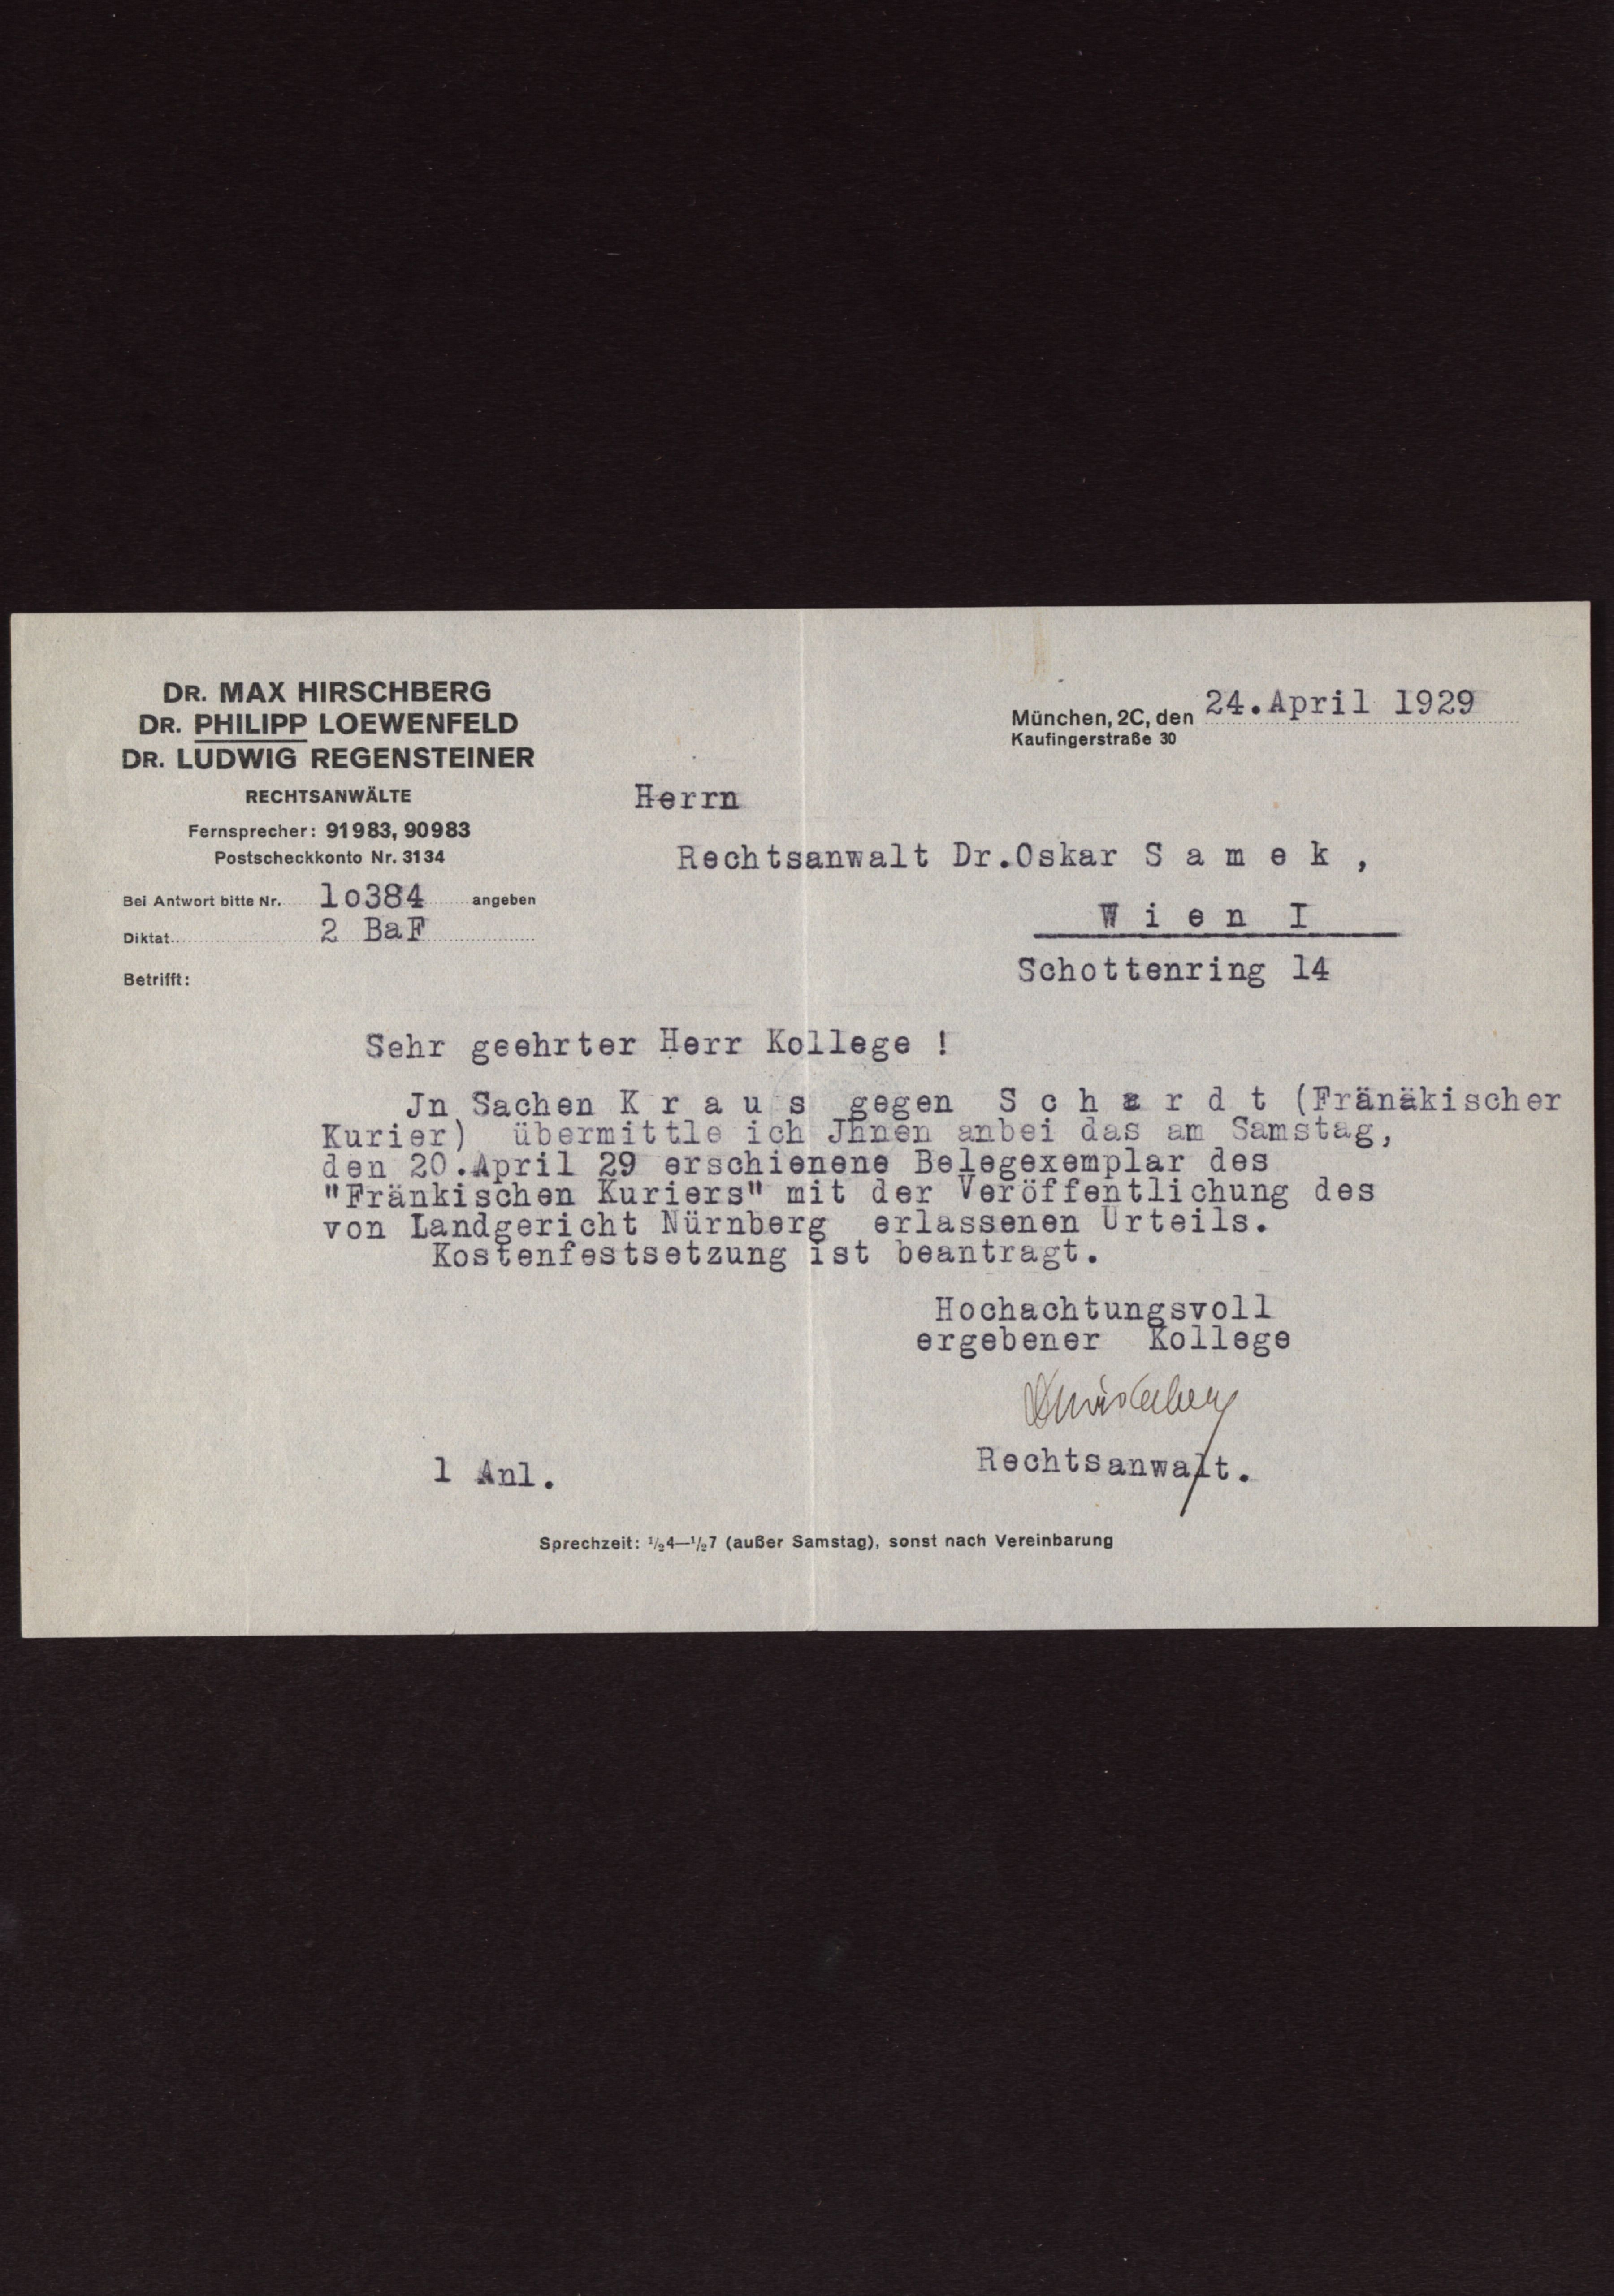 DR. MAX HIRSCHBERG
DR. PHILIPP LOEWENFELD
DR. LUDWIG REGENSTEINER
RECHTSANWÄLTE
Fernsprecher: 91983, 90983
Postscheckkonto Nr. 3134
Bei Antwort bitte Nr. lo384 angeben
Diktat 2 BaF
Betrifft:
München, 2C, den 24.April 1929
Kaufingerstraße 30
Herrn
Rechtsanwalt Dr.Oskar S a m e k ,
W i e n I
Schottenring 14
Sehr geehrter Herr Kollege !
Jn Sachen K r a u s gegen S c h a r d t (Fränäkischer
Kurier) übermittle ich Jhnen anbei das am Samstag,
den 20.April 29 erschienene Belegexemplar des
"Fränkischen Kuriers" mit der Veröffentlichung des
von Landgericht Nürnberg erlassenen Urteils.
Kostenfestsetzung ist beantragt.
Hochachtungsvoll
ergebener Kollege
Rechtsanwalt.
1 Anl.
Sprechzeit: ½4—½7 (außer Samstag), sonst nach Vereinbarung